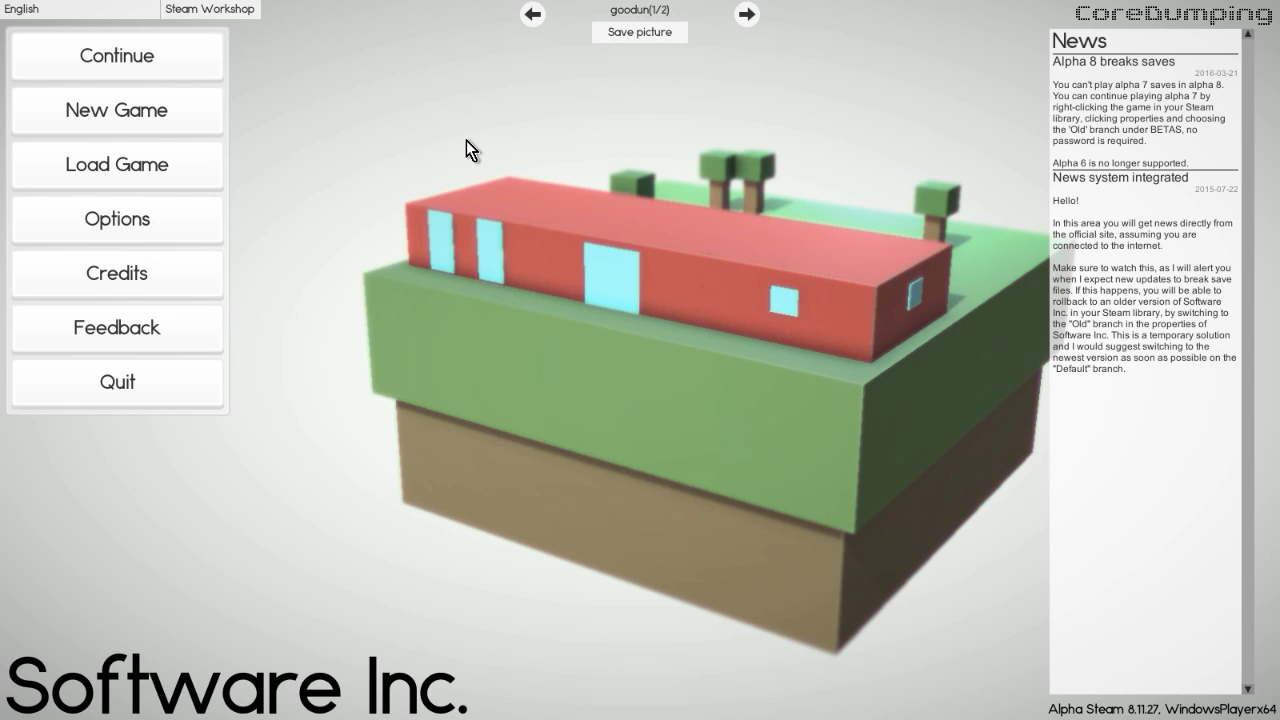 English
Steam Workshop
goodun(1/2)
Save picture
CoreDumping
Continue
New Game
Load Game
Options
Credits
Feedback
Quit
News
Alpha 8 breaks saves
2016-03-21
You can't play alpha 7 saves in alpha 8.
You can continue playing alpha 7 by
right-clicking the game in your Steam
library, clicking properties and choosing
the 'Old' branch under BETAS, no
password is required.
Alpha 6 is no longer supported.
News system integrated
2015-07-22
Hello!
In this area you will get news directly from
the official site, assuming you are
connected to the internet.
Make sure to watch this, as I will alert you
when I expect new updates to break save
files. If this happens, you will be able to
rollback to an older version of Software
Inc. in your Steam library, by switching to
the "Old" branch in the properties of
Software Inc. This is a temporary solution
and I would suggest switching to the
newest version as soon as possible on the
"Default" branch.
Software Inc.
Alpha Steam 8.11.27, WindowsPlayerx64